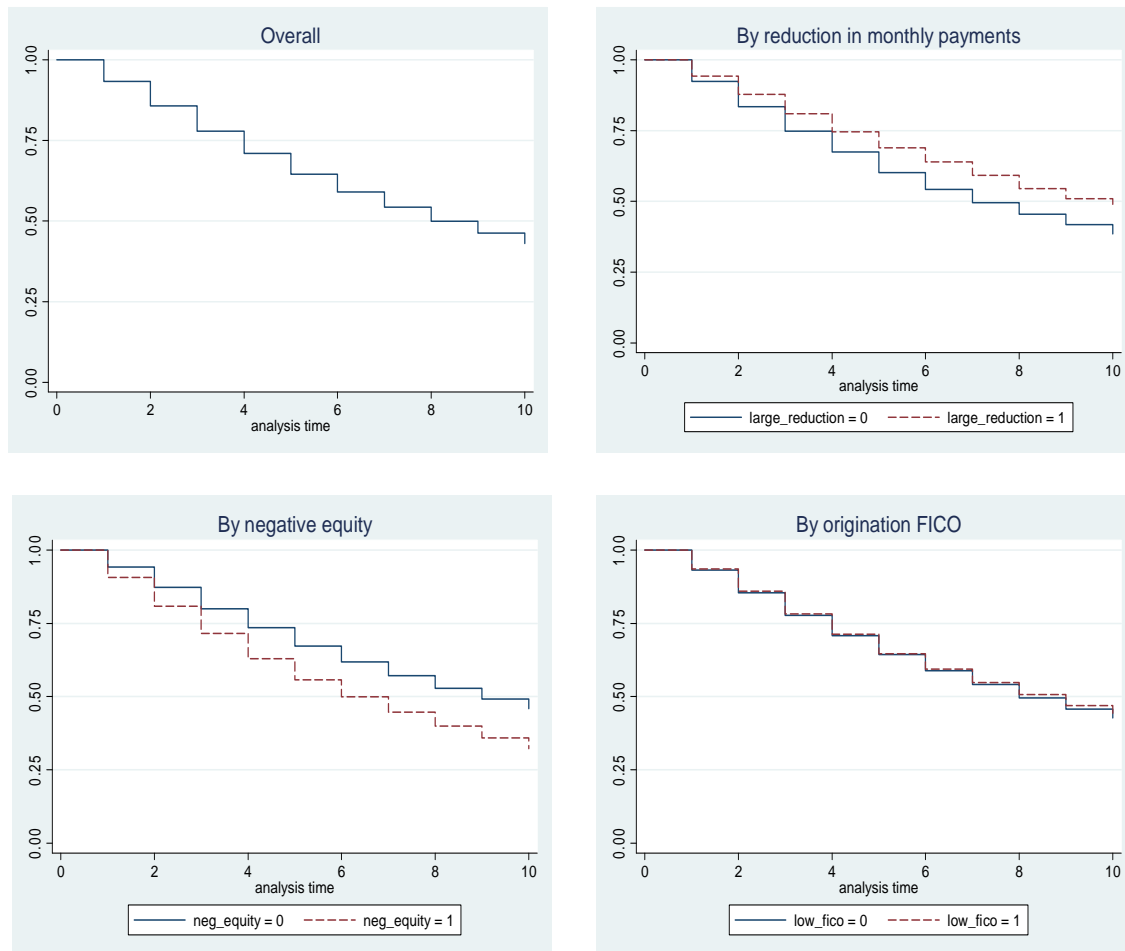 Overall
1.00
0.75
0.50
0.25
0.00
0 2 4 6 8 10
analysis time
By reduction in monthly payments
1.00
0.75
0.50
0.25
0.00
0 2 4 6 8 10
analysis time
large_reduction = 0 large_reduction = 1
By negative equity
1.00
0.75
0.50
0.25
0.00
0 2 4 6 8 10
analysis time
neg_equity = 0 neg_equity = 1
By origination FICO
1.00
0.75
0.50
0.25
0.00
0 2 4 6 8 10
analysis time
low_fico = 0 low_fico = 1